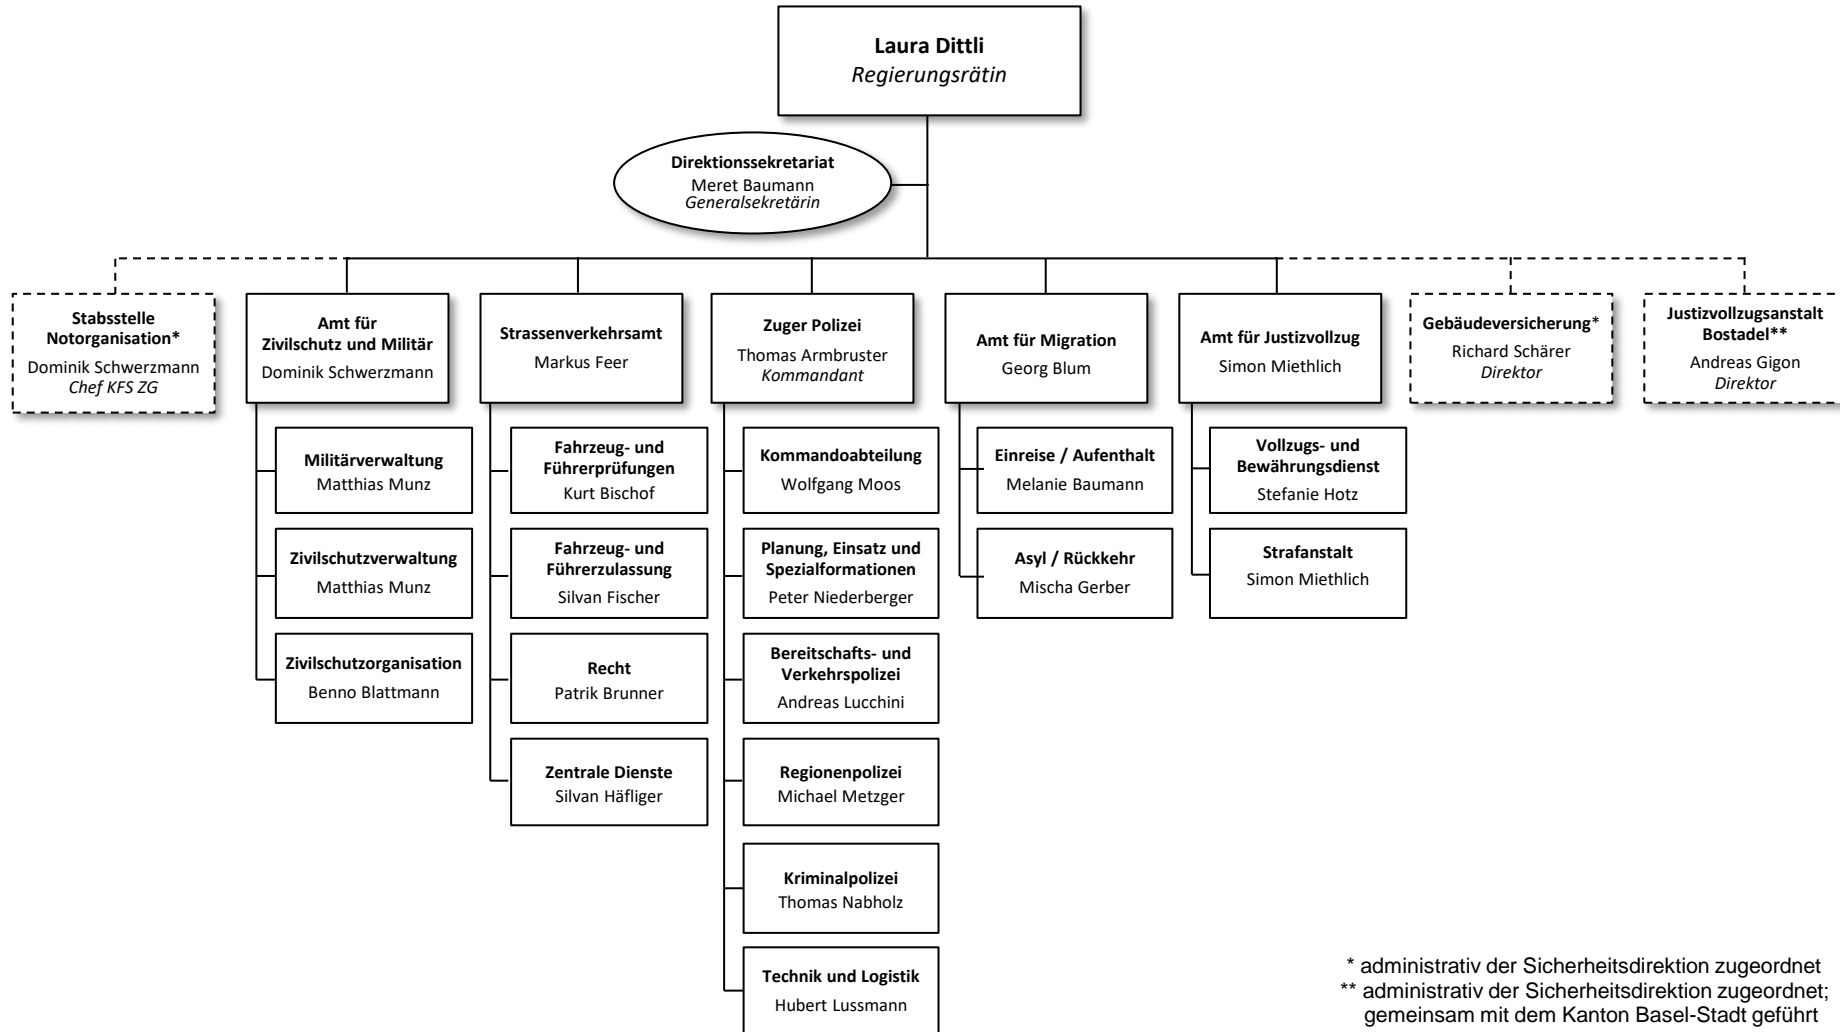 Laura Dittli
Regierungsrätin
Direktionssekretariat
Meret Baumann
Generalsekretärin
Stabsstelle
Notorganisation*
Dominik Schwerzmann
Chef KFS ZG
Amt für
Zivilschutz und Militär
Dominik Schwerzmann
Strassenverkehrsamt
Markus Feer
Zuger Polizei
Thomas Armbruster
Kommandant
Amt für Migration
Georg Blum
Amt für Justizvollzug
Simon Miethlich
Gebäudeversicherung*
Richard Schärer
Direktor
Justizvollzugsanstalt
Bostadel**
Andreas Gigon
Direktor
Militärverwaltung
Matthias Munz
Zivilschutzverwaltung
Matthias Munz
Zivilschutzorganisation
Benno Blattmann
Fahrzeug- und
Führerprüfungen
Kurt Bischof
Fahrzeug- und
Führerzulassung
Silvan Fischer
Recht
Patrik Brunner
Zentrale Dienste
Silvan Häfliger
Kommandoabteilung
Wolfgang Moos
Planung, Einsatz und
Spezialformationen
Peter Niederberger
Bereitschafts- und
Verkehrspolizei
Andreas Lucchini
Regionenpolizei
Michael Metzger
Kriminalpolizei
Thomas Nabholz
Technik und Logistik
Hubert Lussmann
Einreise / Aufenthalt
Melanie Baumann
Asyl / Rückkehr
Mischa Gerber
Vollzugs- und
Bewährungsdienst
Stefanie Hotz
Strafanstalt
Simon Miethlich
* administrativ der Sicherheitsdirektion zugeordnet
** administrativ der Sicherheitsdirektion zugeordnet;
gemeinsam mit dem Kanton Basel-Stadt geführt